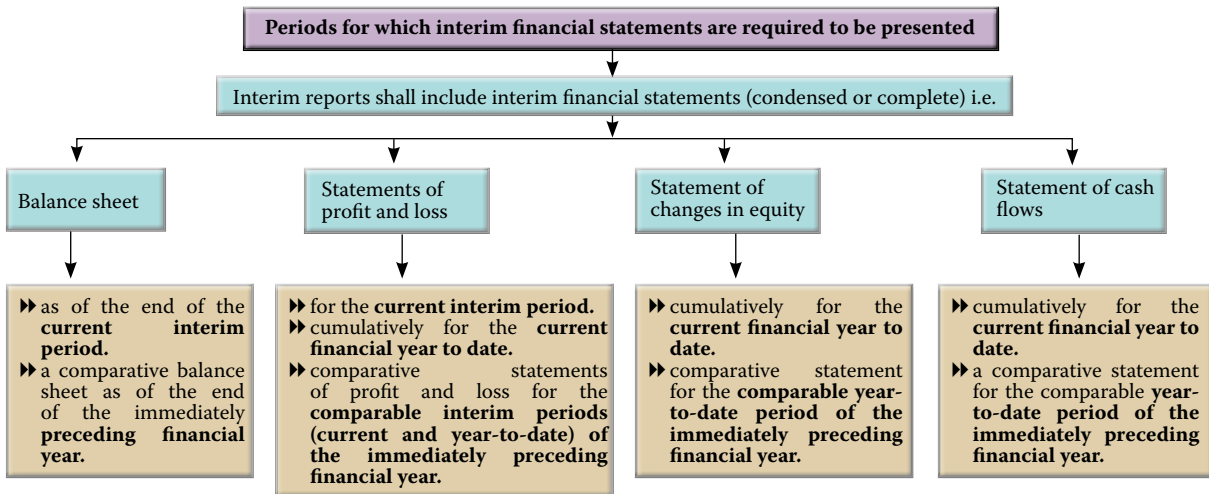 Periods for which interim financial statements are required to be presented
Interim reports shall include interim financial statements (condensed or complete) i.e.
Balance sheet
Statements of
profit and loss
Statement of
changes in equity
Statement of cash
flows
as of the end of the
current interim
period.
a comparative balance
sheet as of the end
of the immediately
preceding financial
year.
for the current interim period.
cumulatively for the current
financial year to date.
comparative statements
of profit and loss for the
comparable interim periods
(current and year-to-date) of
the immediately preceding
financial year.
cumulatively for the
current financial year to
date.
comparative statement
for the comparable year-
to-date period of the
immediately preceding
financial year.
cumulatively for the
current financial year to
date.
a comparative statement
for the comparable year-
to-date period of the
immediately preceding
financial year.